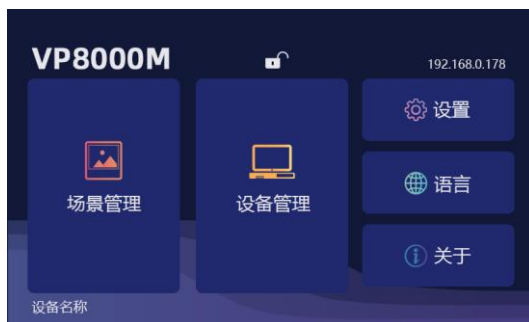 VP8000M
192.168.0.178
场景管理
设备管理
设置
语言
关于
设备名称